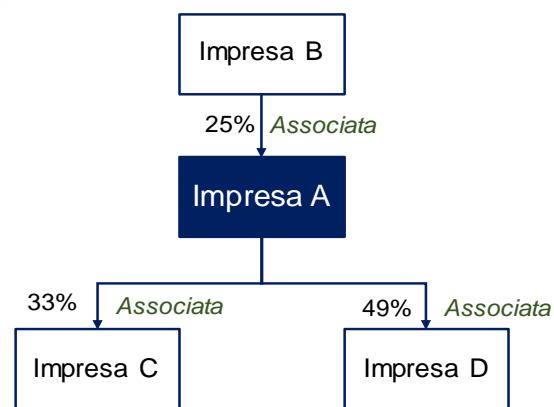 Impresa B
25% Associata
Impresa A
33% Associata
49% Associata
Impresa C
Impresa D